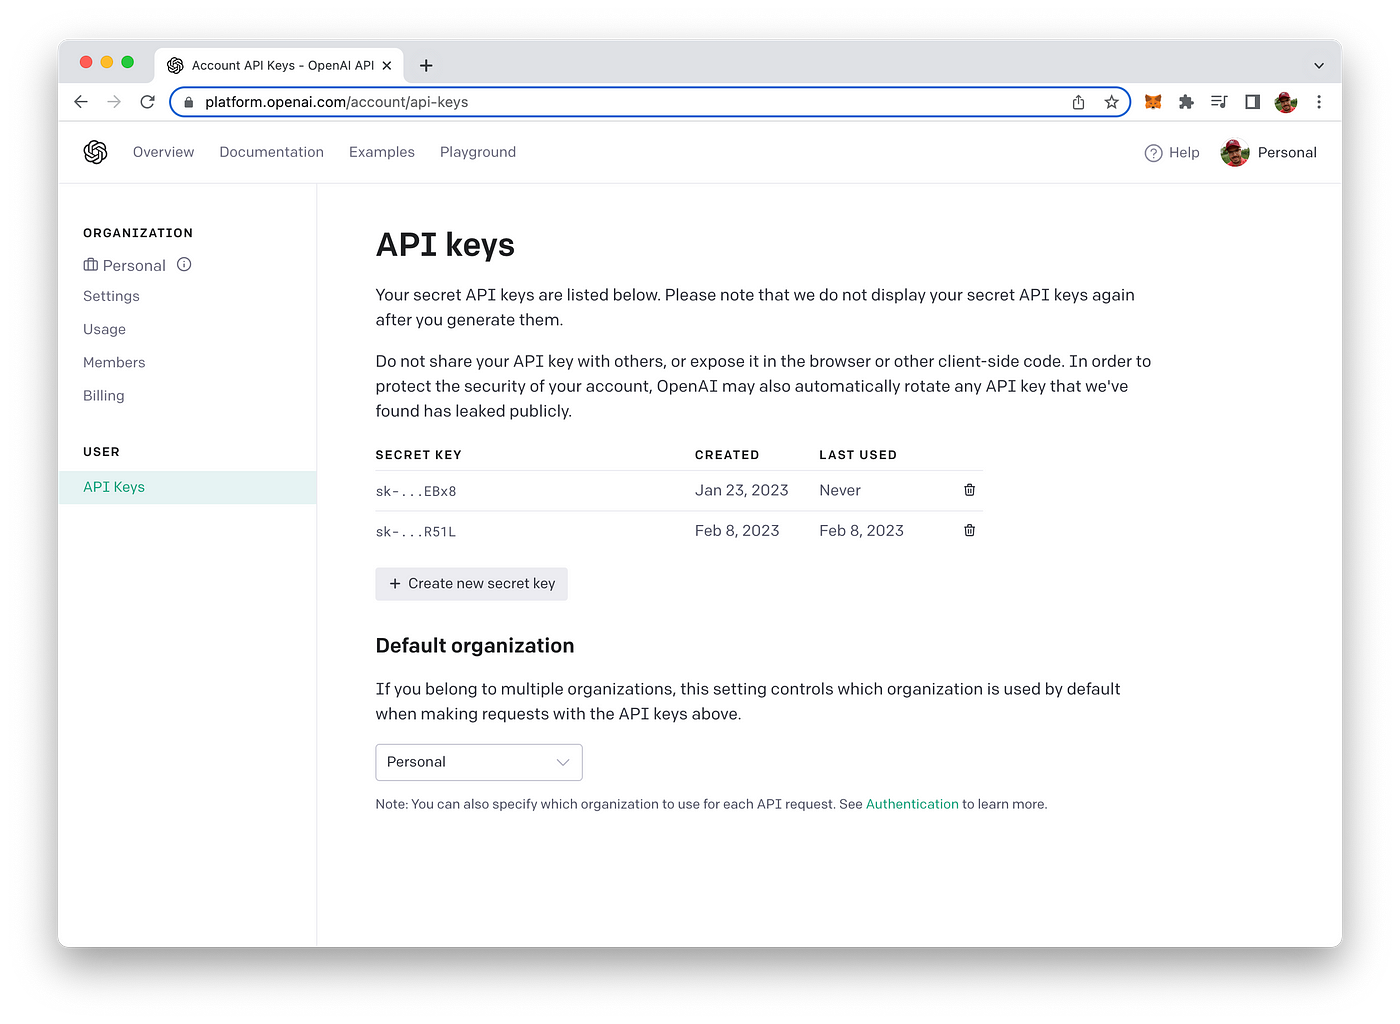 Account API Keys - OpenAI API
platform.openai.com/account/api-keys
Overview Documentation Examples Playground Help Personal
ORGANIZATION
Personal
Settings
Usage
Members
Billing
USER
API Keys
API keys
Your secret API keys are listed below. Please note that we do not display your secret API keys again
after you generate them.
Do not share your API key with others, or expose it in the browser or other client-side code. In order to
protect the security of your account, OpenAI may also automatically rotate any API key that we've
found has leaked publicly.
SECRET KEY CREATED LAST USED
sk-...EBx8 Jan 23, 2023 Never
sk-...R51L Feb 8, 2023 Feb 8, 2023
+ Create new secret key
Default organization
If you belong to multiple organizations, this setting controls which organization is used by default
when making requests with the API keys above.
Personal
Note: You can also specify which organization to use for each API request. See Authentication to learn more.